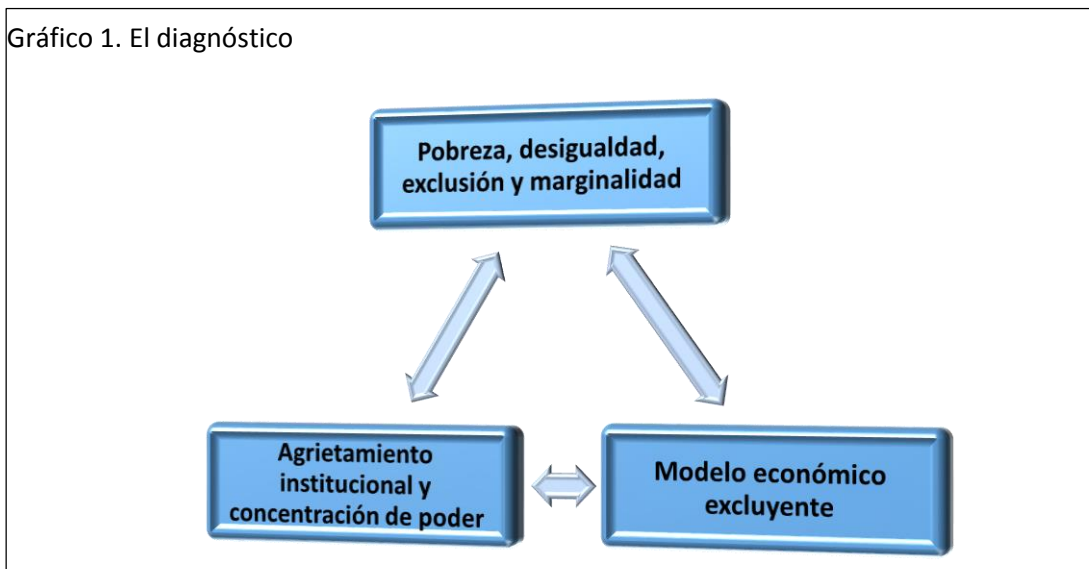 Gráfico 1. El diagnóstico
Pobreza, desigualdad,
exclusión y marginalidad
Agrietamiento
institucional y
concentración de poder
Modelo económico
excluyente